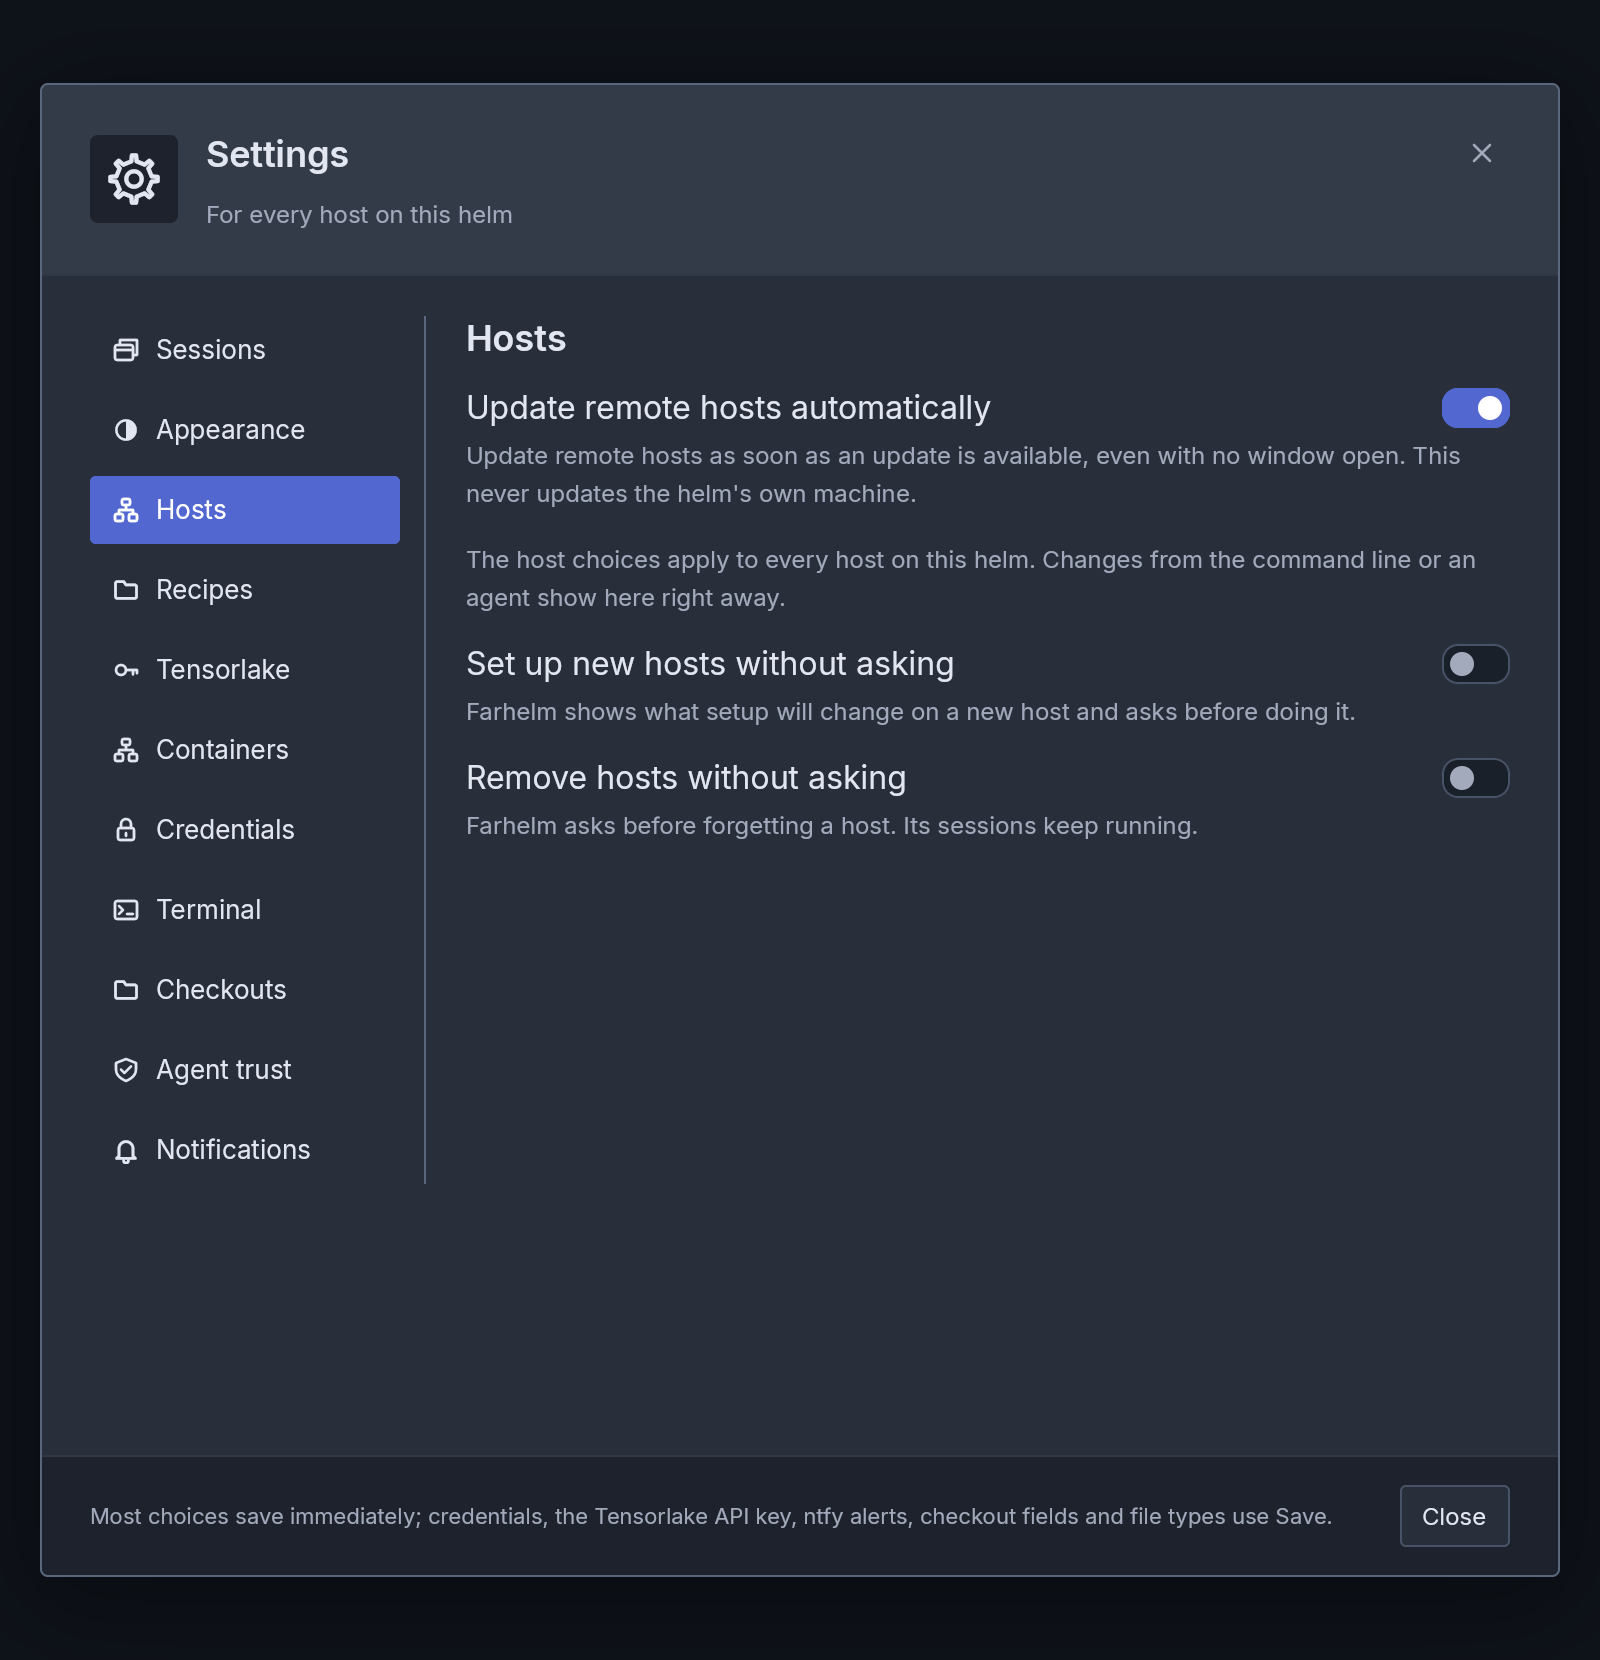 Settings
For every host on this helm
Sessions
Appearance
Hosts
Recipes
Tensorlake
Containers
Credentials
Terminal
Checkouts
Agent trust
Notifications
Hosts
Update remote hosts automatically
Update remote hosts as soon as an update is available, even with no window open. This
never updates the helm's own machine.
The host choices apply to every host on this helm. Changes from the command line or an
agent show here right away.
Set up new hosts without asking
Farhelm shows what setup will change on a new host and asks before doing it.
Remove hosts without asking
Farhelm asks before forgetting a host. Its sessions keep running.
Most choices save immediately; credentials, the Tensorlake API key, ntfy alerts, checkout fields and file types use Save.
Close